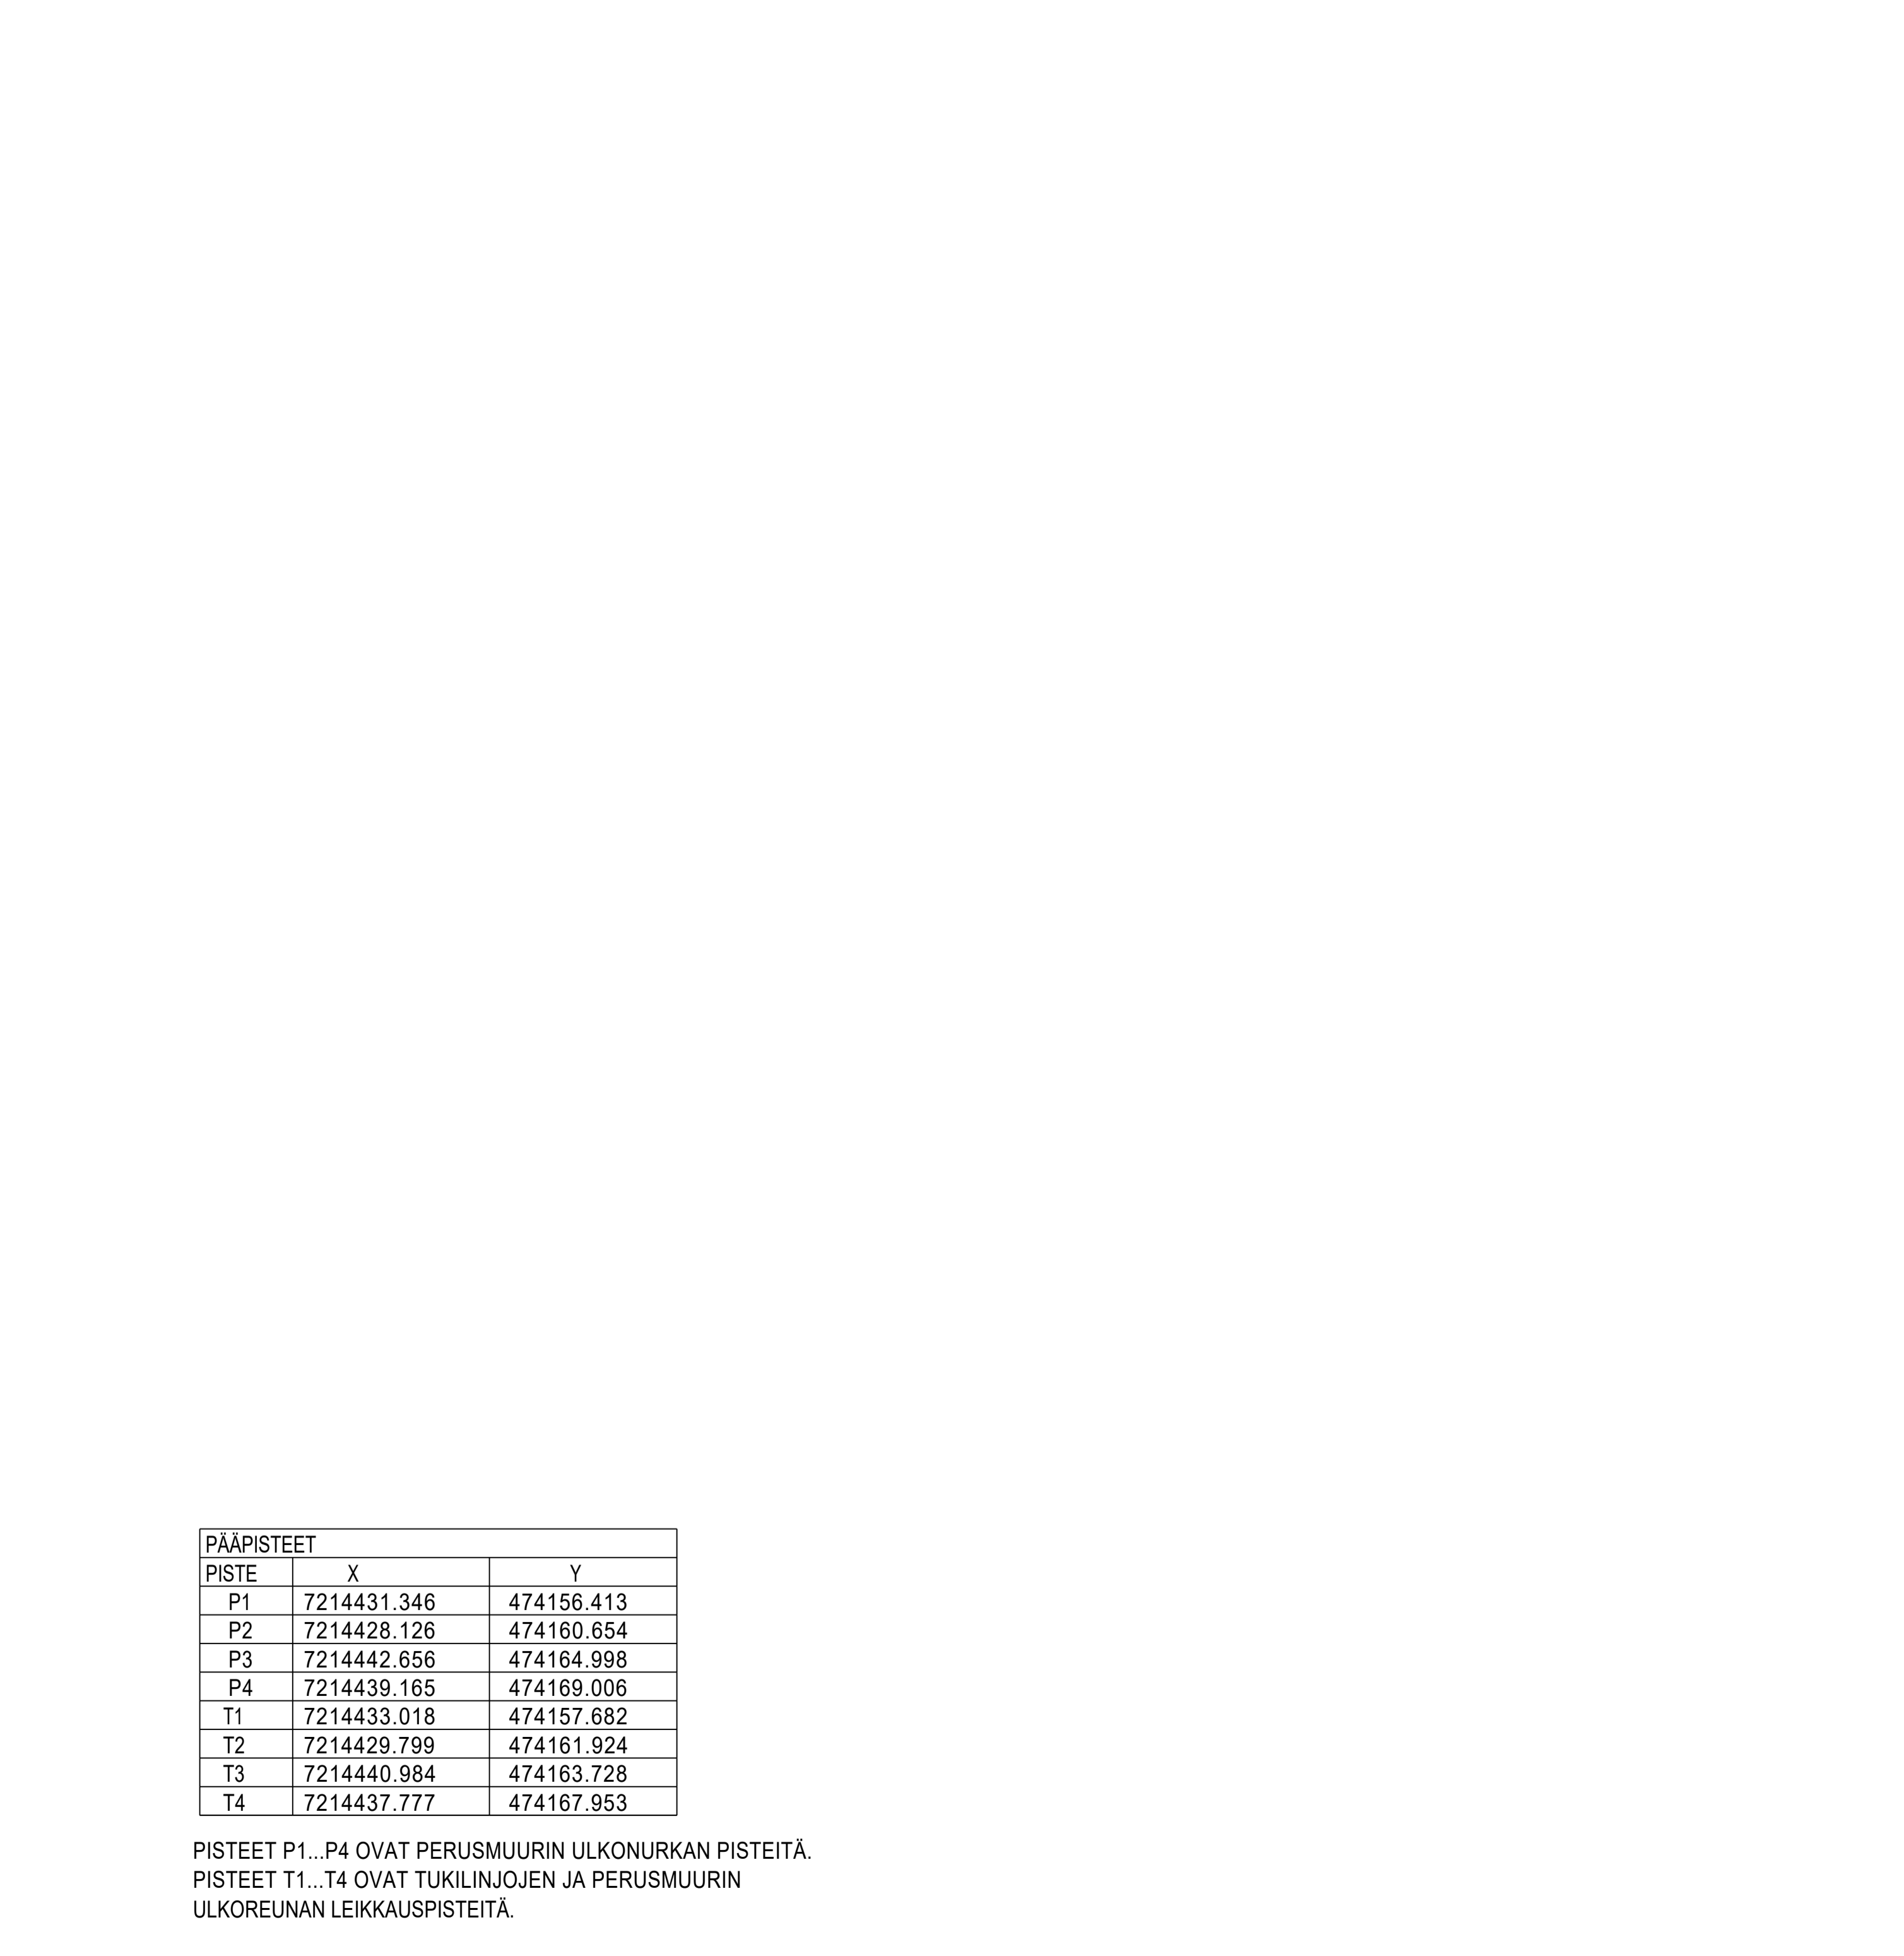 PÄÄPISTEET
PISTE X Y
P1 7214431.346 474156.413
P2 7214428.126 474160.654
P3 7214442.656 474164.998
P4 7214439.165 474169.006
T1 7214433.018 474157.682
T2 7214429.799 474161.924
T3 7214440.984 474163.728
T4 7214437.777 474167.953
PISTEET P1...P4 OVAT PERUSMUURIN ULKONURKAN PISTEITÄ.
PISTEET T1...T4 OVAT TUKILINJOJEN JA PERUSMUURIN
ULKOREUNAN LEIKKAUSPISTEITÄ.